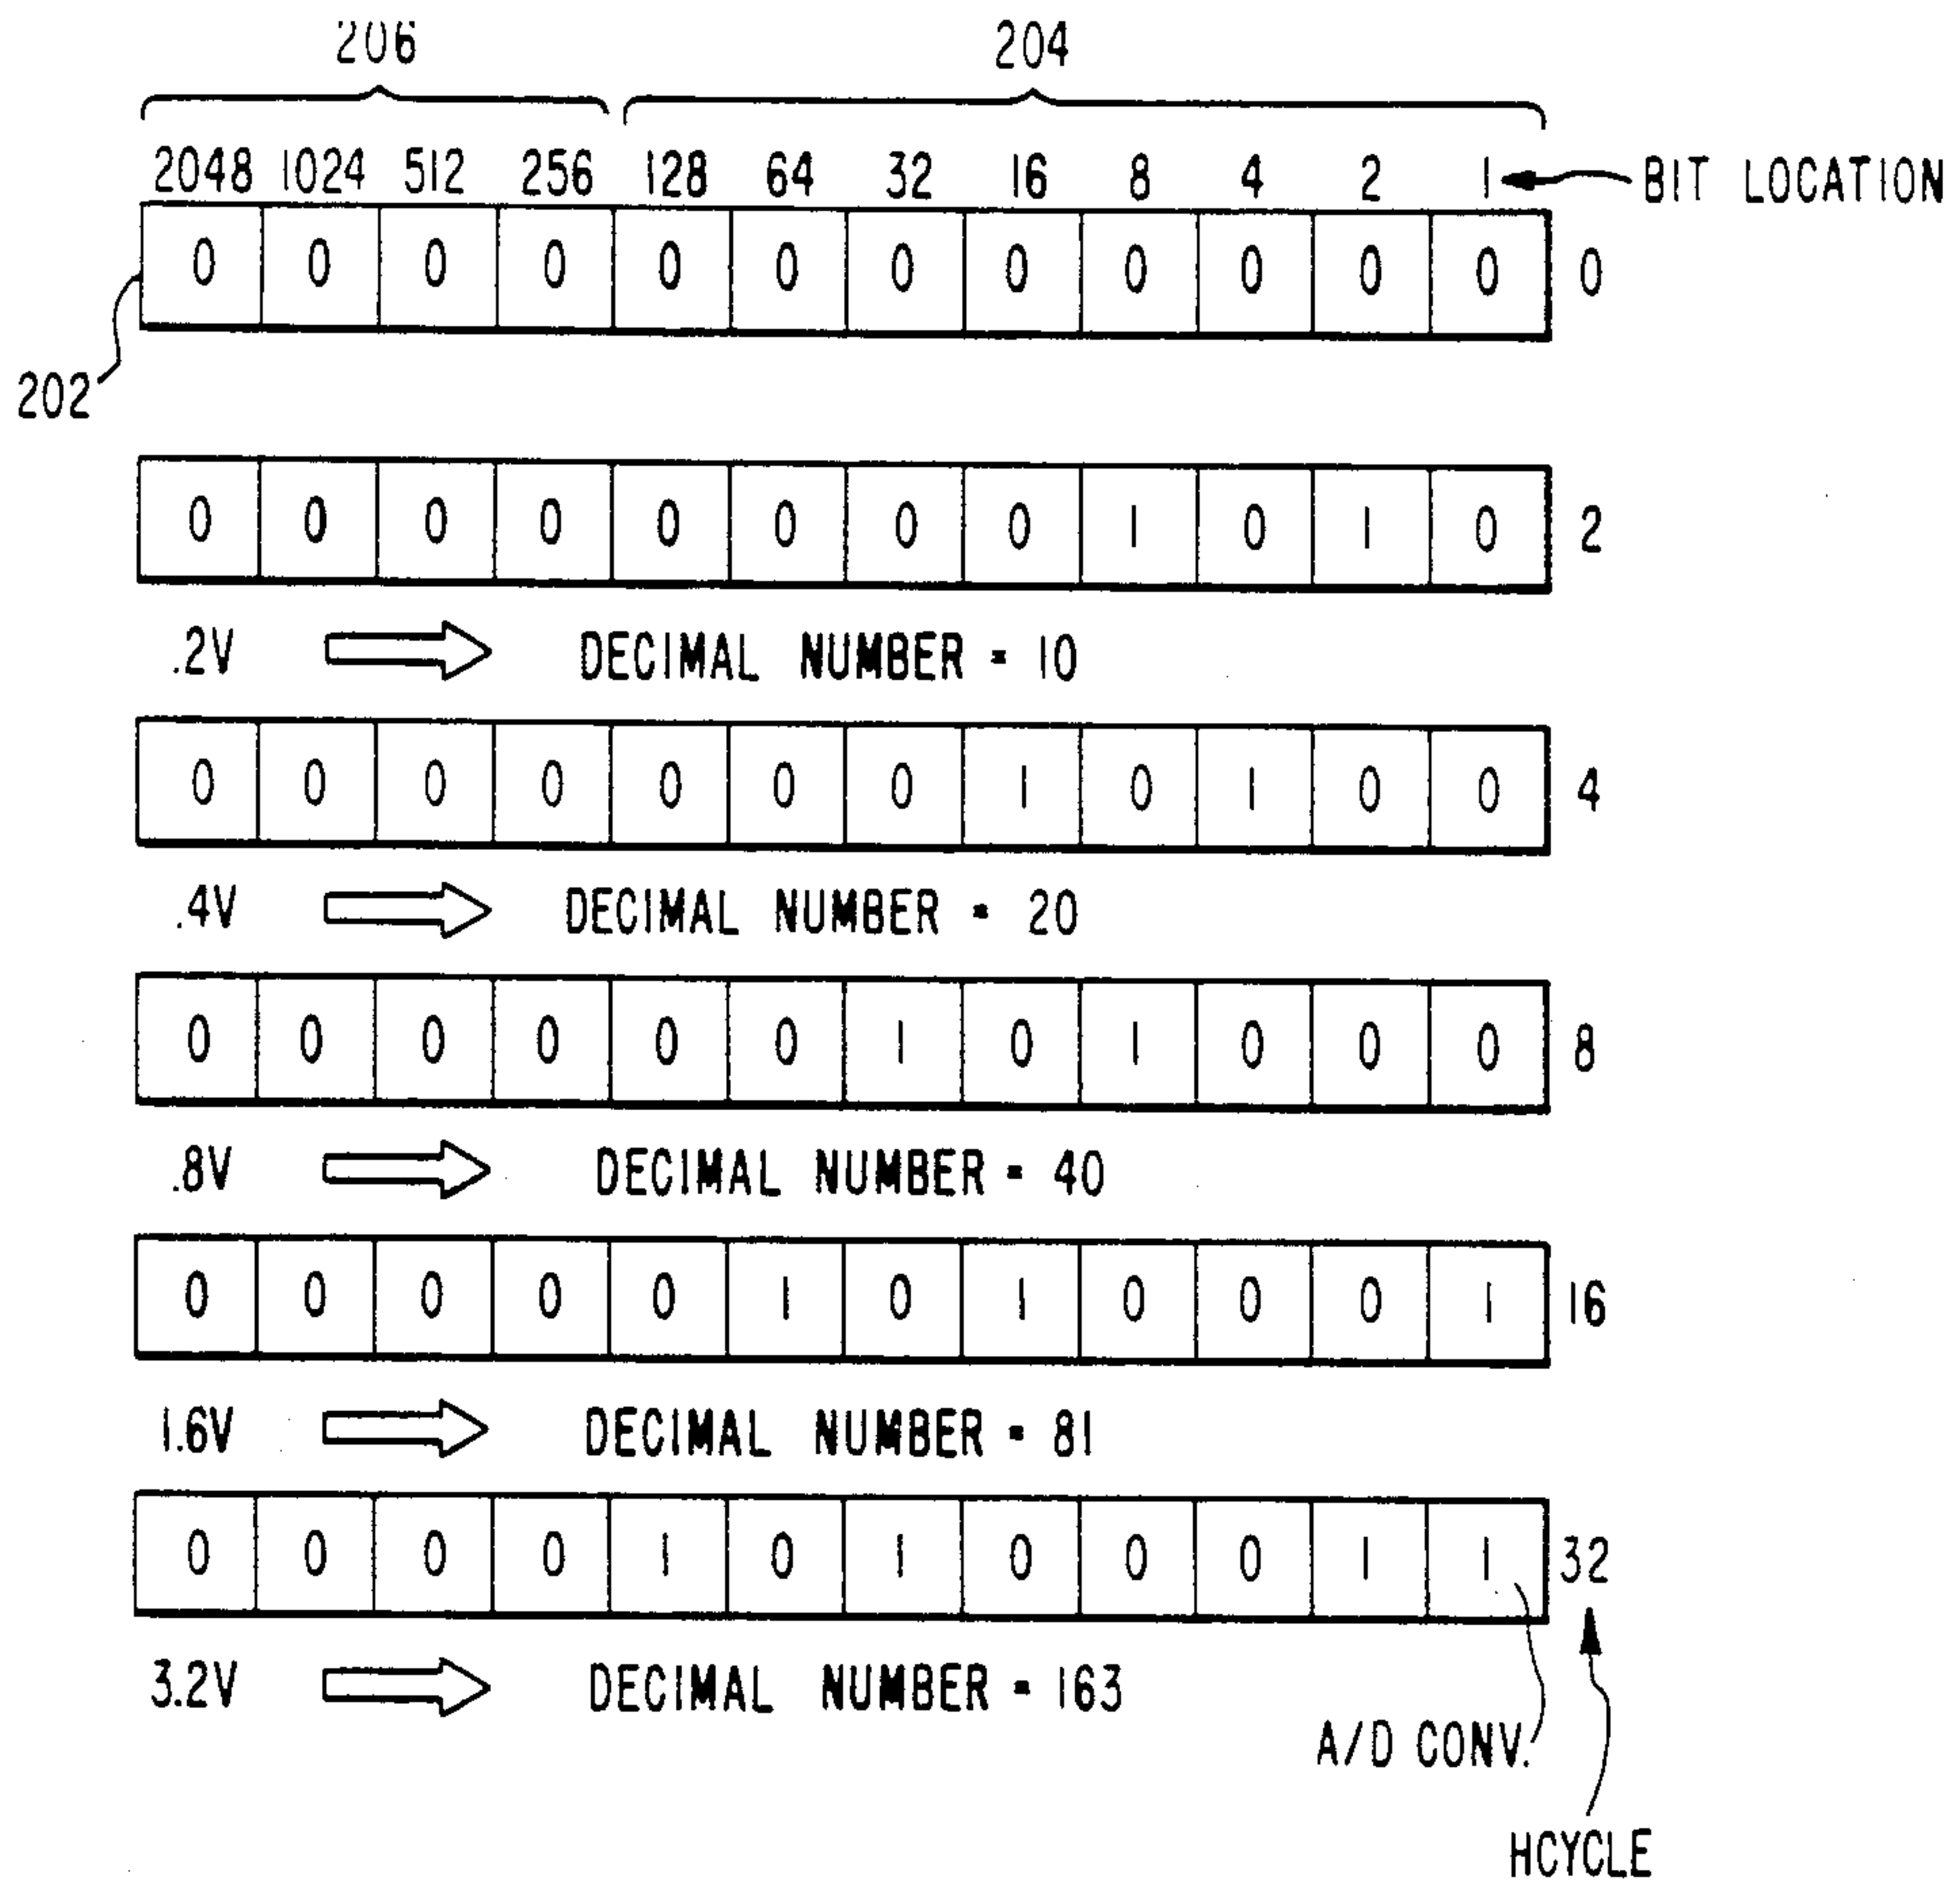 206 204
2048 1024 512 256 128 64 32 16 8 4 2 1 BIT LOCATION
0 0 0 0 0 0 0 0 0 0 0 0 0
202
0 0 0 0 0 0 0 0 1 0 1 0 2
.2V DECIMAL NUMBER = 10
0 0 0 0 0 0 0 1 0 1 0 0 4
.4V DECIMAL NUMBER = 20
0 0 0 0 0 0 1 0 1 0 0 0 8
.8V DECIMAL NUMBER = 40
0 0 0 0 0 1 0 1 0 0 0 1 16
1.6V DECIMAL NUMBER = 81
0 0 0 0 1 0 1 0 0 0 1 1 32
3.2V DECIMAL NUMBER = 163
A/D CONV.
HCYCLE